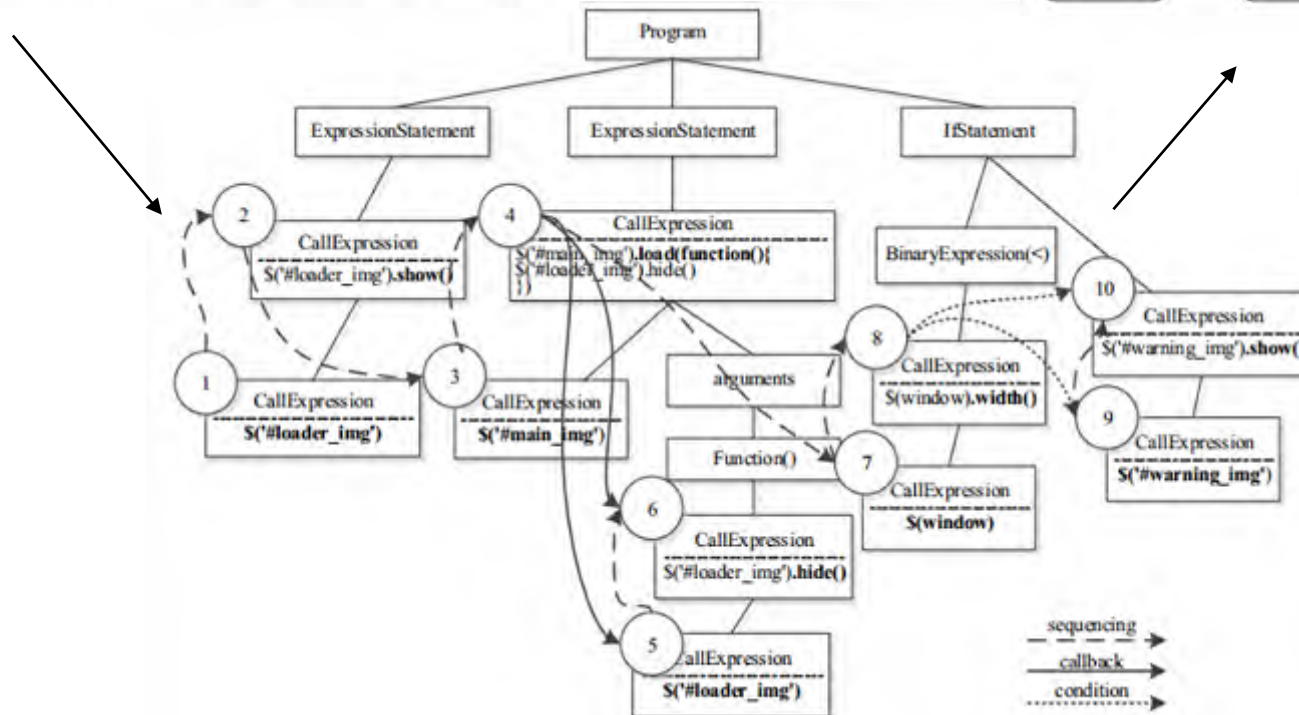 Program
ExpressionStatement
ExpressionStatement
IfStatement
2
CallExpression
$('#loader_img').show()
4
CallExpression
$('#main_img').load(function(){
$('#loader_img').hide()
})
BinaryExpression(<)
10
CallExpression
$('#warning_img').show(
1
CallExpression
$('#loader_img')
3
CallExpression
$('#main_img')
arguments
8
CallExpression
$(window).width()
9
CallExpression
$('#warning_img')
Function()
7
CallExpression
$(window)
6
CallExpression
$('#loader_img').hide()
5
CallExpression
$('#loader_img')
sequencing
callback
condition